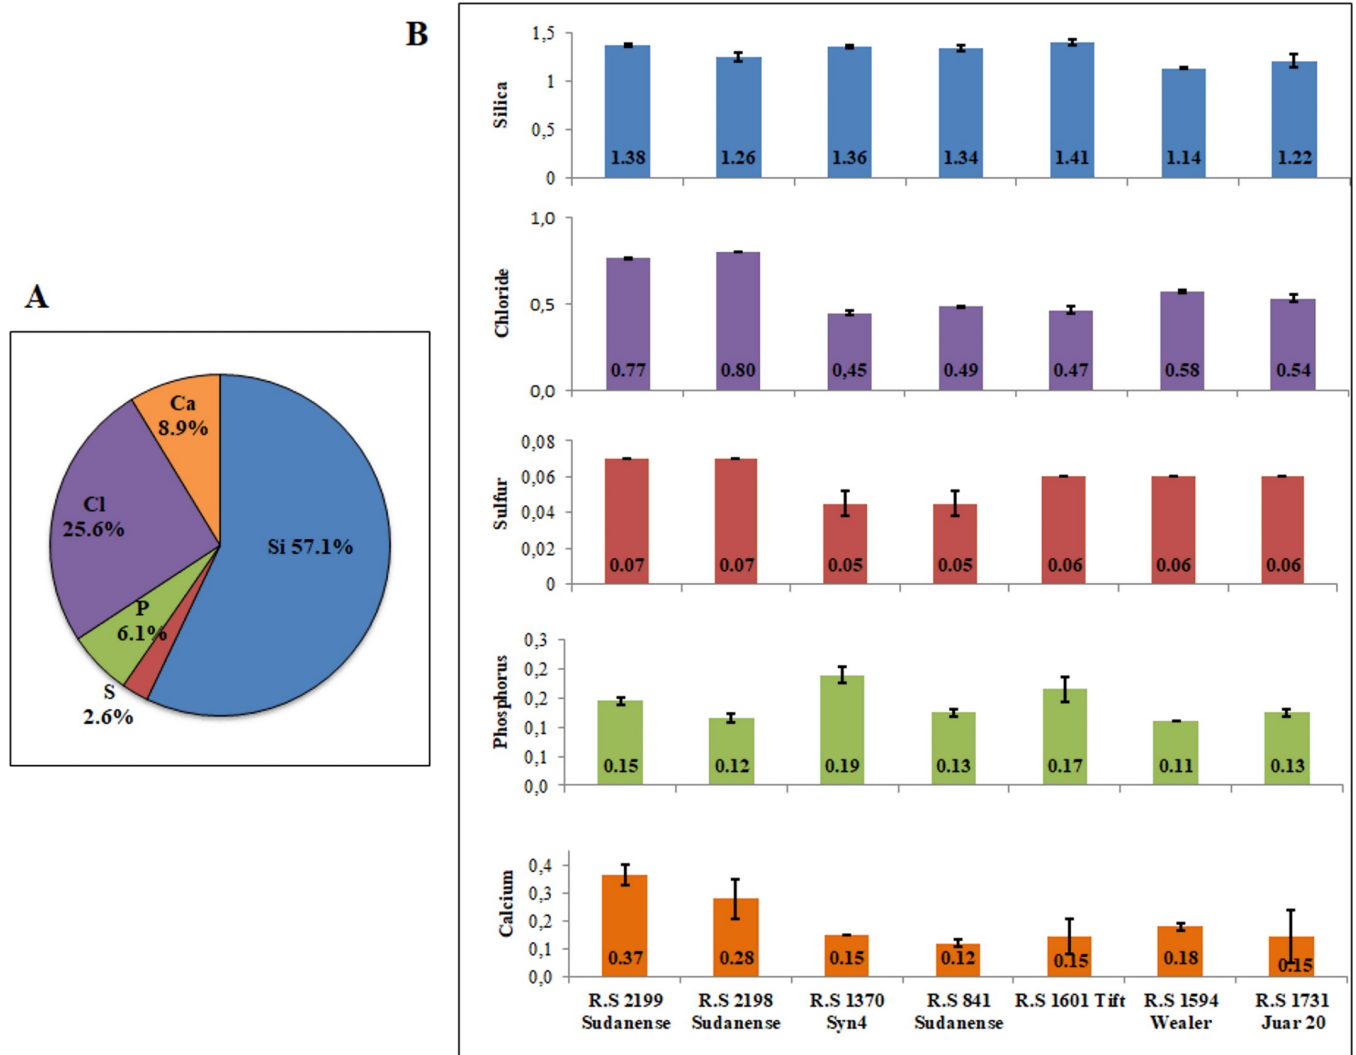 A
Ca
8.9%
Cl
25.6%
Si 57.1%
P
6.1%
S
2.6%
B
Silica
1,5
1
0,5
0
1.38 1.26 1.36 1.34 1.41 1.14 1.22
Chloride
1,0
0,5
0,0
0.77 0.80 0,45 0.49 0.47 0.58 0.54
Sulfur
0,08
0,06
0,04
0,02
0
0.07 0.07 0.05 0.05 0.06 0.06 0.06
Phosphorus
0,3
0,2
0,2
0,1
0,1
0,0
0.15 0.12 0.19 0.13 0.17 0.11 0.13
Calcium
0,4
0,3
0,2
0,1
0,0
0.37 0.28 0.15 0.12 0.15 0.18 0.15
R.S 2199
Sudanense
R.S 2198
Sudanense
R.S 1370
Syn4
R.S 841
Sudanense
R.S 1601 Tift
R.S 1594
Wealer
R.S 1731
Juar 20